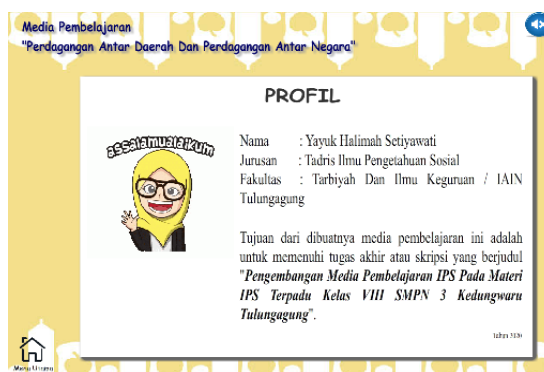 Media Pembelajaran
"Perdagangan Antar Daerah Dan Perdagangan Antar Negara"
PROFIL
assalamualaikum
Nama : Yayuk Halimah Setiyawati
Jurusan : Tadris Ilmu Pengetahuan Sosial
Fakultas : Tarbiyah Dan Ilmu Keguruan / IAIN
Tulungagung
Tujuan dari dibuatnya media pembelajaran ini adalah
untuk memenuhi tugas akhir atau skripsi yang berjudul
"Pengembangan Media Pembelajaran IPS Pada Materi
IPS Terpadu Kelas VIII SMPN 3 Kedungwaru
Tulungagung".
Menu Utama